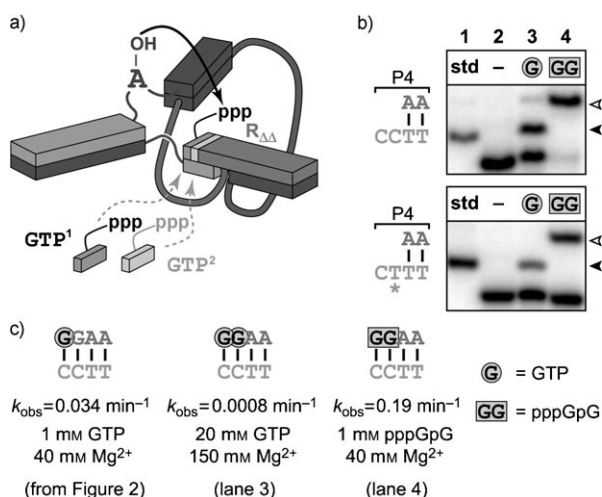 a)
OH
A
ppp
RΔΔ
ppp
ppp
GTP¹
GTP²
b)
1 2 3 4
std – G GG
P4
AA
CCTT
std – G GG
P4
AA
CTTT
*
c)
GGAA
CCTT
kobs=0.034 min⁻¹
1 mM GTP
40 mM Mg²⁺
(from Figure 2)
GGAA
CCTT
kobs=0.0008 min⁻¹
20 mM GTP
150 mM Mg²⁺
(lane 3)
GGAA
CCTT
kobs=0.19 min⁻¹
1 mM pppGpG
40 mM Mg²⁺
(lane 4)
G = GTP
GG = pppGpG